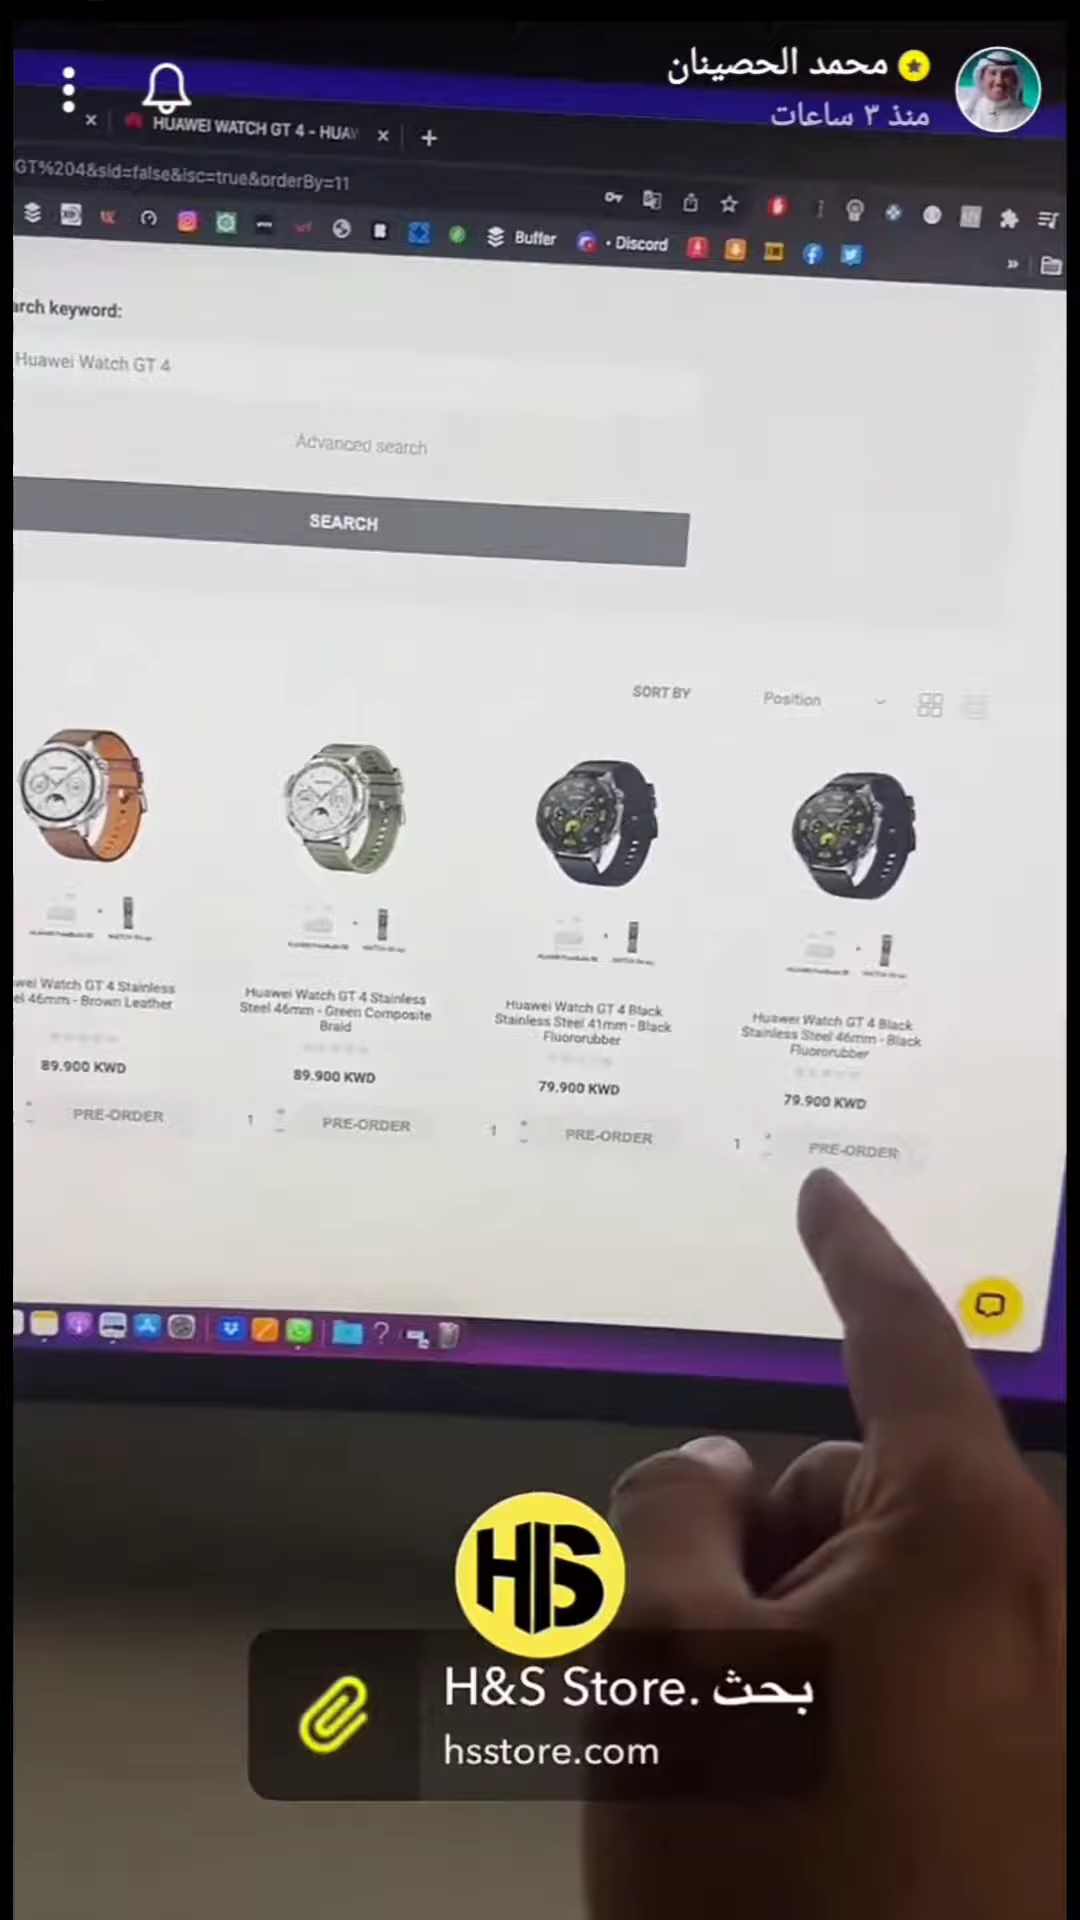 محمد الحصينان
منذ ٣ ساعات
HUAWEI WATCH GT 4 - HUAW
GT%204&sid=false&isc=true&orderBy=11
Buffer
Discord
arch keyword:
Huawei Watch GT 4
Advanced search
SEARCH
SORT BY
Position
wei Watch GT 4 Stainless
el 46mm - Brown Leather
89.900 KWD
PRE-ORDER
Huawei Watch GT 4 Stainless
Steel 46mm - Green Composite
Braid
89.900 KWD
1
PRE-ORDER
Huawei Watch GT 4 Black
Stainless Steel 41mm - Black
Fluororubber
79.900 KWD
1
PRE-ORDER
Huawei Watch GT 4 Black
Stainless Steel 46mm - Black
Fluororubber
79.900 KWD
1
PRE-ORDER
HS
H&S Store. بحث
hsstore.com